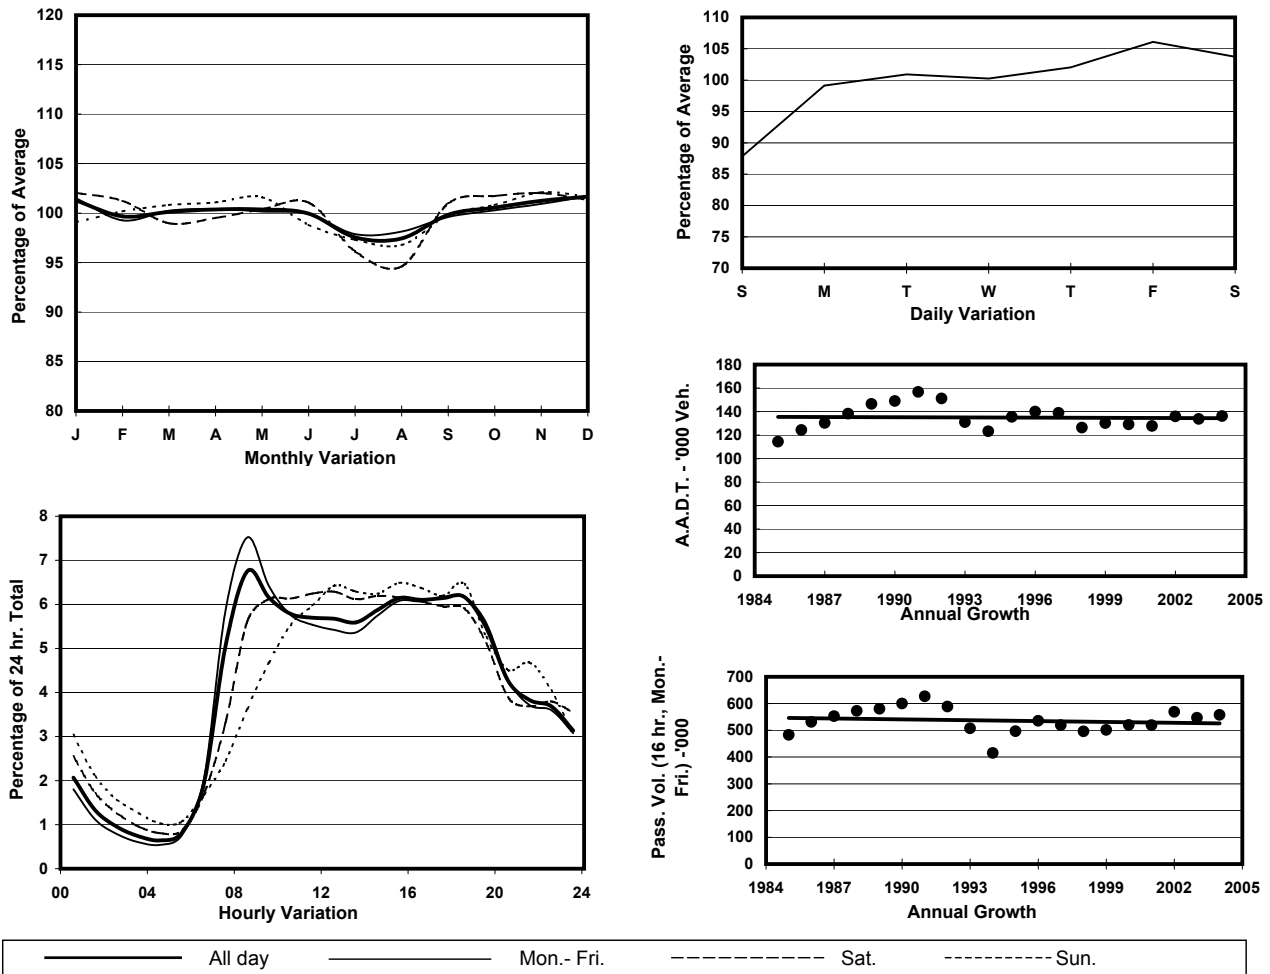 120
115
110
105
100
95
90
85
80
Percentage of Average
J F M A M J J A S O N D
Monthly Variation
110
105
100
95
90
85
80
75
70
Percentage of Average
S M T W T F S
Daily Variation
180
160
140
120
100
80
60
40
20
0
A.A.D.T. - '000 Veh.
1984 1987 1990 1993 1996 1999 2002 2005
Annual Growth
8
7
6
5
4
3
2
1
0
Percentage of 24 hr. Total
00 04 08 12 16 20 24
Hourly Variation
700
600
500
400
300
200
100
0
Pass. Vol. (16 hr., Mon.-
Fri.) -'000
1984 1987 1990 1993 1996 1999 2002 2005
Annual Growth
All day Mon.- Fri. Sat. Sun.